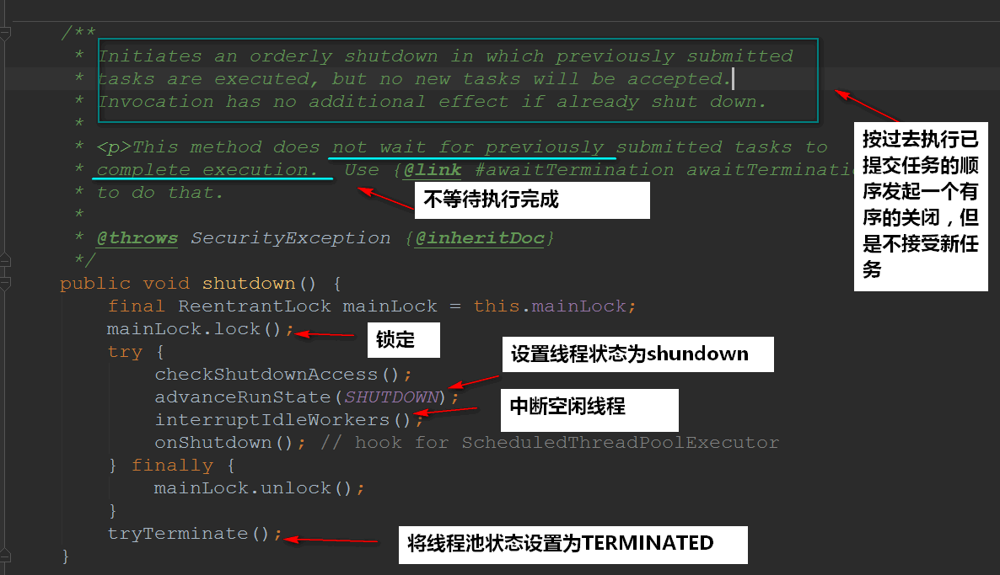 /**
* Initiates an orderly shutdown in which previously submitted
* tasks are executed, but no new tasks will be accepted.
* Invocation has no additional effect if already shut down.
*
* <p>This method does not wait for previously submitted tasks to
* complete execution.  Use {@link #awaitTermination awaitTerminati
* to do that.
*
* @throws SecurityException {@inheritDoc}
*/
按过去执行已
提交任务的顺
序发起一个有
序的关闭，但
是不接受新任
务
不等待执行完成
public void shutdown() {
final ReentrantLock mainLock = this.mainLock;
mainLock.lock();
锁定
try {
checkShutdownAccess();
设置线程状态为shundown
advanceRunState(SHUTDOWN);
interruptIdleWorkers();
中断空闲线程
onShutdown(); // hook for ScheduledThreadPoolExecutor
} finally {
mainLock.unlock();
}
tryTerminate();
将线程池状态设置为TERMINATED
}